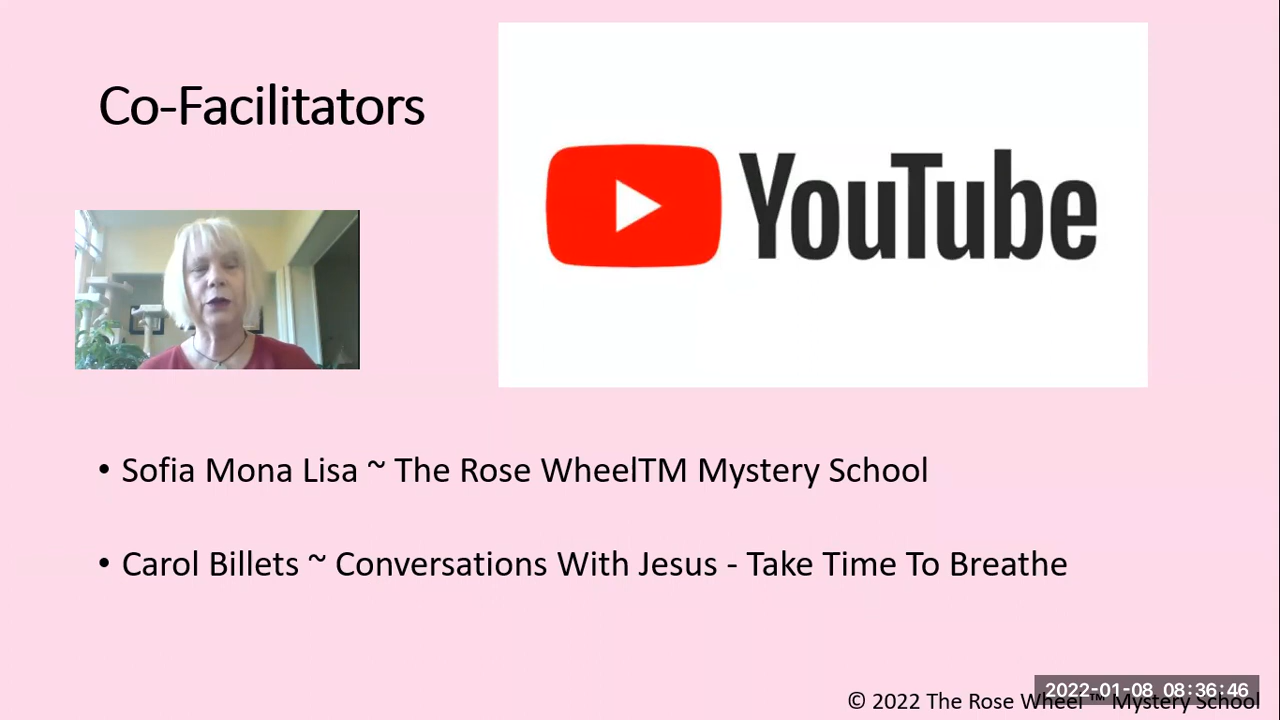 Co-Facilitators
YouTube
• Sofia Mona Lisa ~ The Rose WheelTM Mystery School
• Carol Billets ~ Conversations With Jesus - Take Time To Breathe
2022-01-08 08:36:46
© 2022 The Rose Wheel™ Mystery School